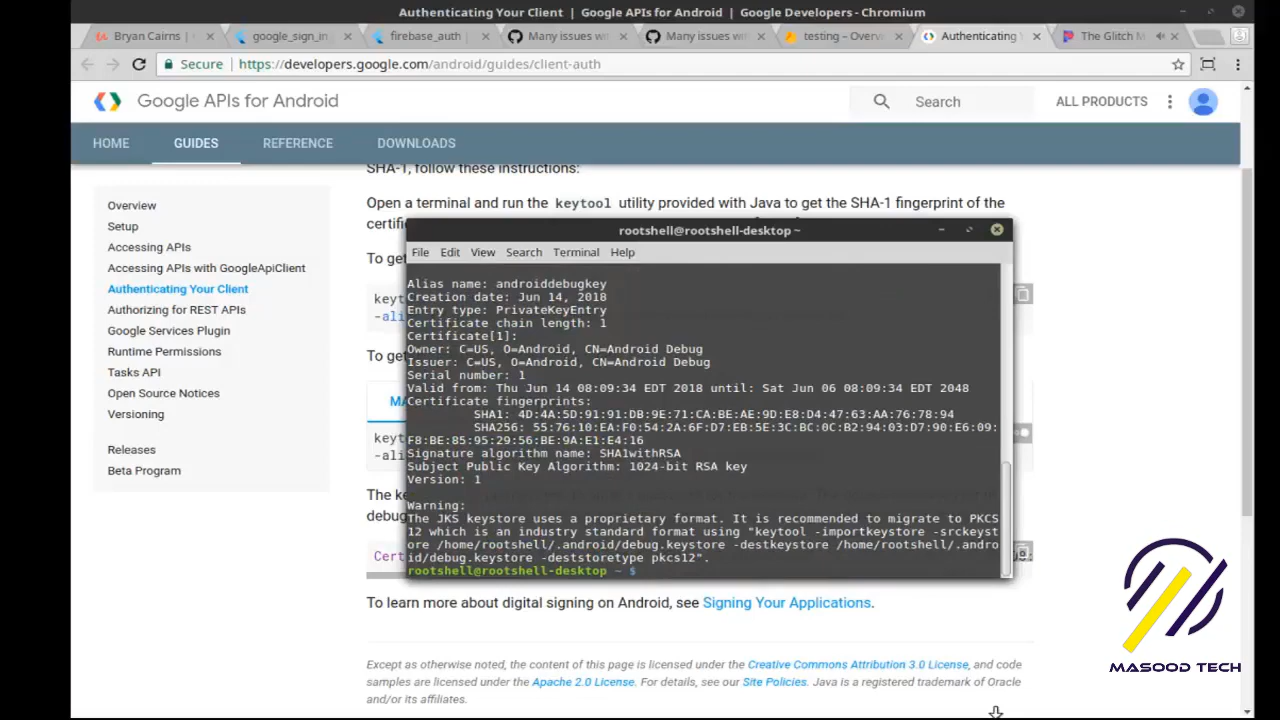 Authenticating Your Client | Google APIs for Android | Google Developers - Chromium
Bryan Cairns
google_sign_in
firebase_auth
Many issues wi
Many issues wi
testing – Overv
Authenticating Y
The Glitch M
Secure https://developers.google.com/android/guides/client-auth
Google APIs for Android
Search
ALL PRODUCTS
HOME
GUIDES
REFERENCE
DOWNLOADS
Overview
Setup
Accessing APIs
Accessing APIs with GoogleApiClient
Authenticating Your Client
Authorizing for REST APIs
Google Services Plugin
Runtime Permissions
Tasks API
Open Source Notices
Versioning
Releases
Beta Program
SHA-1, follow these instructions:
Open a terminal and run the keytool utility provided with Java to get the SHA-1 fingerprint of the
certifi
To get
keyt
-ali
To get
MA
keyt
-al
The ke
debug
Cert
rootshell@rootshell-desktop ~
File Edit View Search Terminal Help
Alias name: androiddebugkey
Creation date: Jun 14, 2018
Entry type: PrivateKeyEntry
Certificate chain length: 1
Certificate[1]:
Owner: C=US, O=Android, CN=Android Debug
Issuer: C=US, O=Android, CN=Android Debug
Serial number: 1
Valid from: Thu Jun 14 08:09:34 EDT 2018 until: Sat Jun 06 08:09:34 EDT 2048
Certificate fingerprints:
SHA1: 4D:4A:5D:91:91:DB:9E:71:CA:BE:AE:9D:E8:D4:47:63:AA:76:78:94
SHA256: 55:76:10:EA:F0:54:2A:6F:D7:EB:5E:3C:BC:0C:B2:94:03:D7:90:E6:09:
F8:BE:85:95:29:56:BE:9A:E1:E4:16
Signature algorithm name: SHA1withRSA
Subject Public Key Algorithm: 1024-bit RSA key
Version: 1
Warning:
The JKS keystore uses a proprietary format. It is recommended to migrate to PKCS
12 which is an industry standard format using "keytool -importkeystore -srckeyst
ore /home/rootshell/.android/debug.keystore -destkeystore /home/rootshell/.andro
id/debug.keystore -deststoretype pkcs12".
rootshell@rootshell-desktop ~ $
To learn more about digital signing on Android, see Signing Your Applications.
Except as otherwise noted, the content of this page is licensed under the Creative Commons Attribution 3.0 License, and code
samples are licensed under the Apache 2.0 License. For details, see our Site Policies. Java is a registered trademark of Oracle
and/or its affiliates.
MASOOD TECH